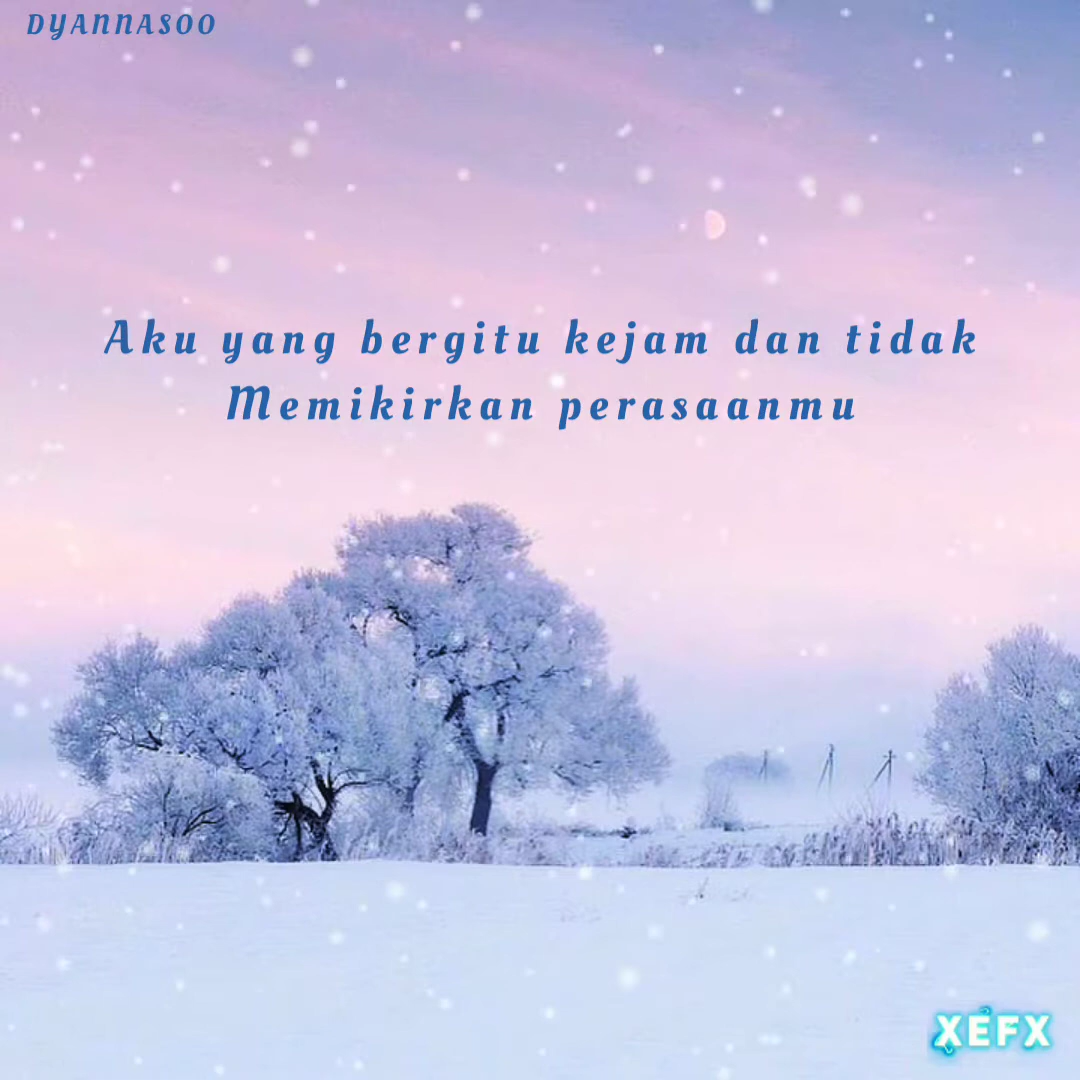 DYANNASOO
Aku yang bergitu kejam dan tidak
Memikirkan perasaanmu
XEFX